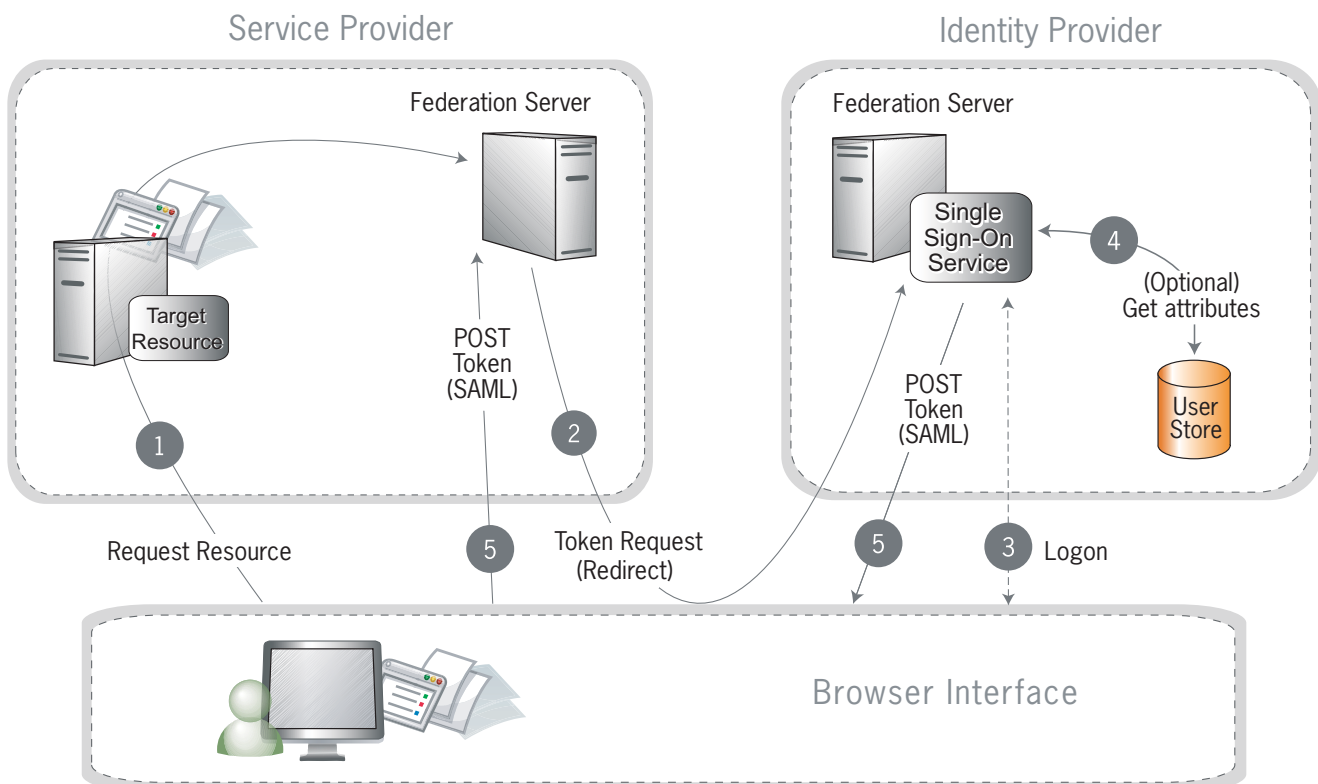 Service Provider
Identity Provider
Federation Server
Target
Resource
1
Request Resource
POST
Token
(SAML)
5
2
Token Request
(Redirect)
Federation Server
Single
Sign-On
Service
4
(Optional)
Get attributes
User
Store
POST
Token
(SAML)
5
3
Logon
Browser Interface